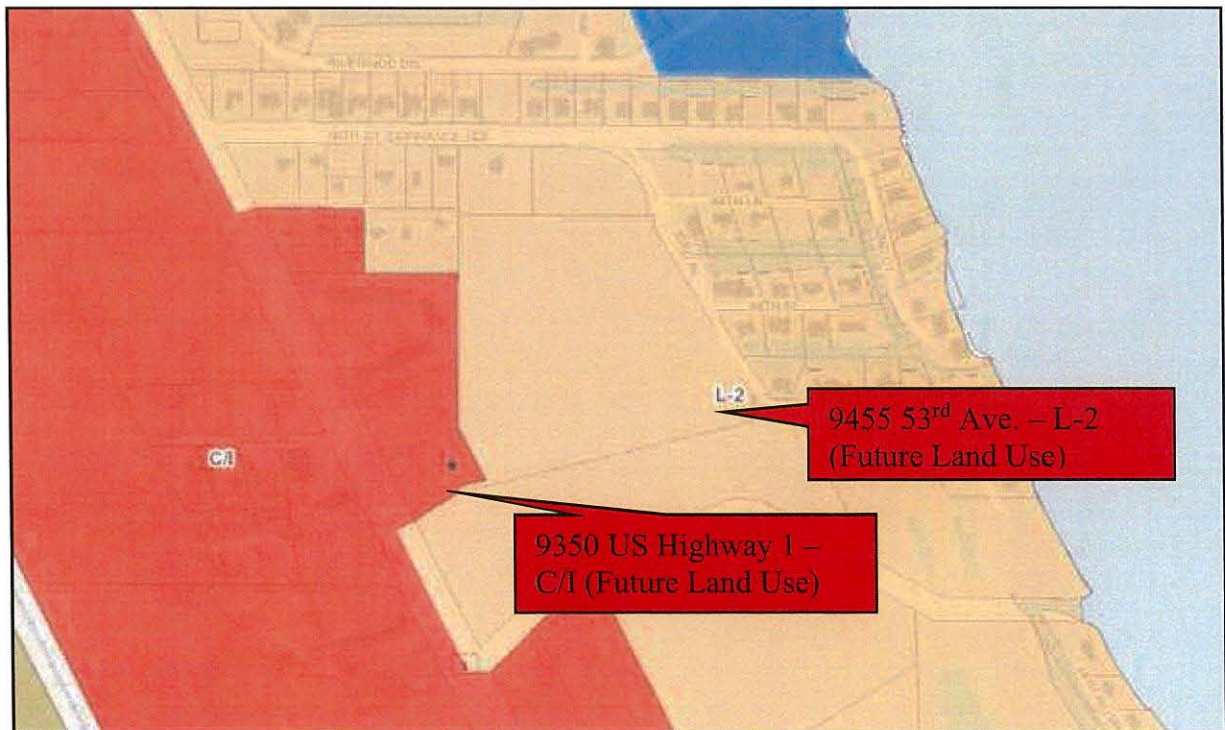 L-2
9455 53rd Ave. – L-2
(Future Land Use)
C/I
9350 US Highway 1 –
C/I (Future Land Use)